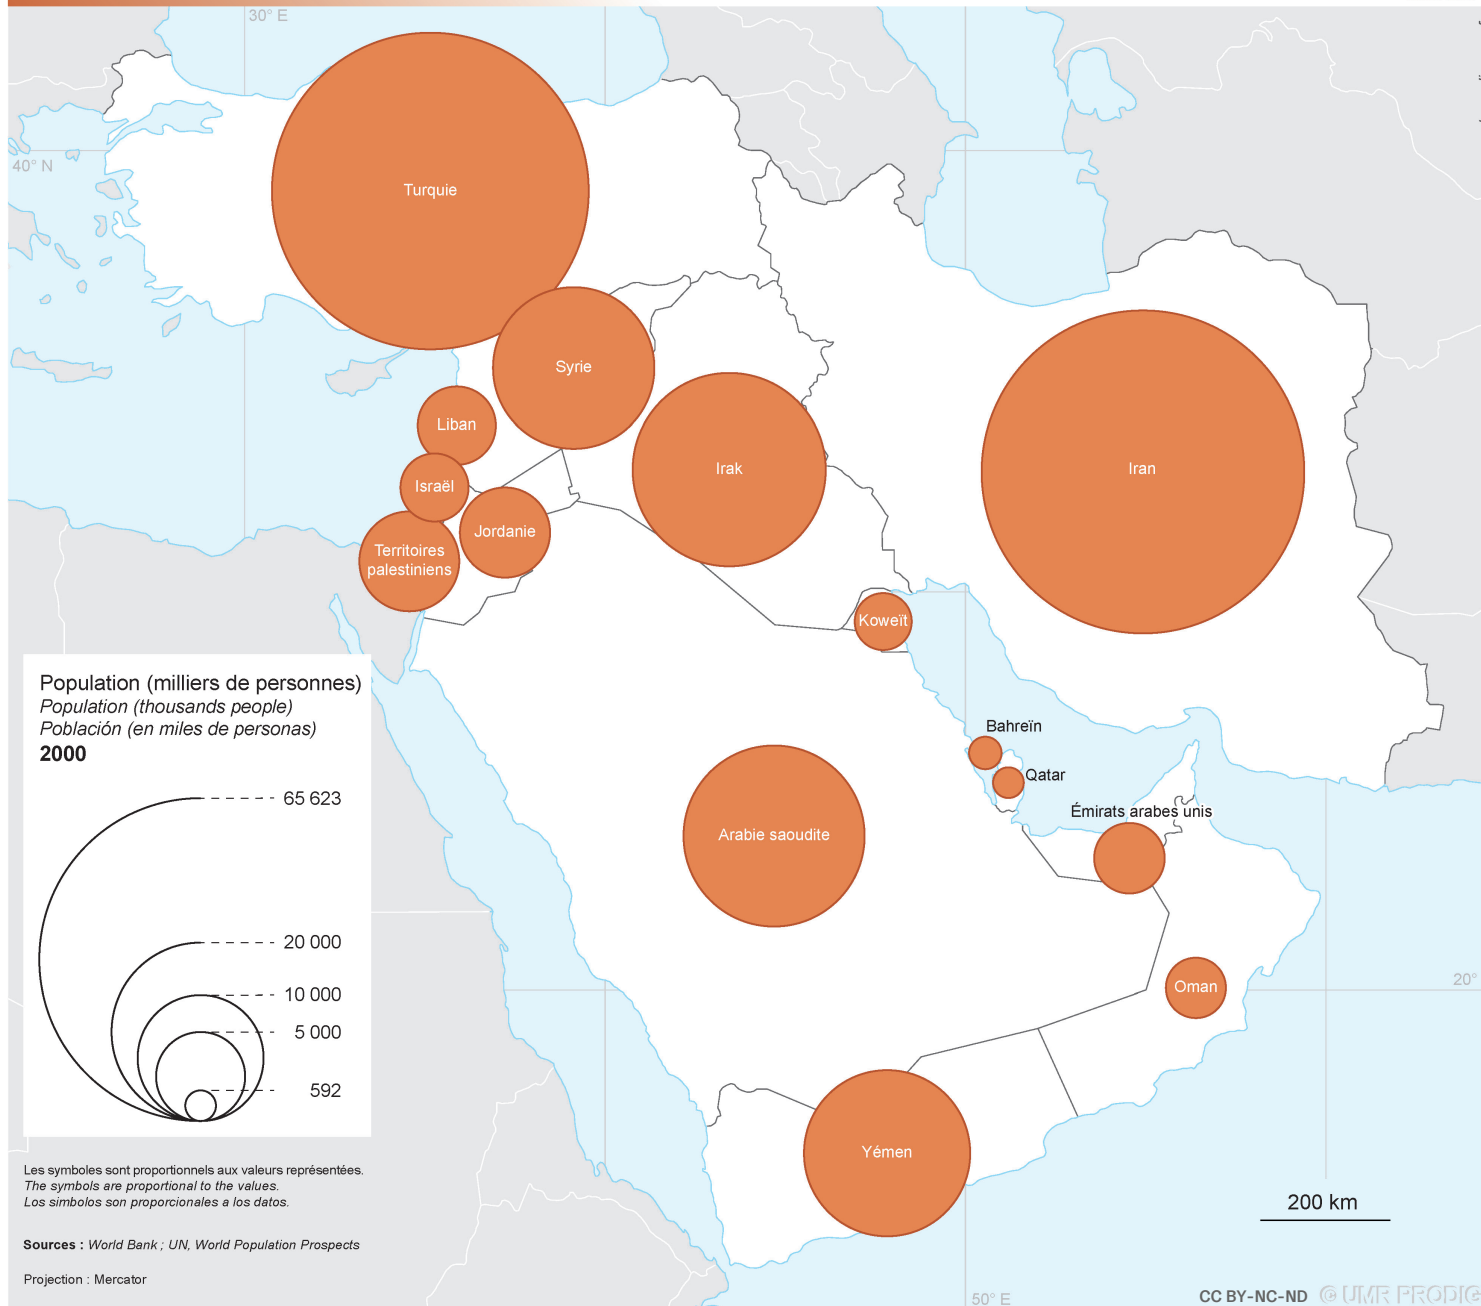 30° E
40° N
Turquie
Syrie
Liban
Irak
Iran
Israël
Jordanie
Territoires
palestiniens
Koweït
Population (milliers de personnes)
Population (thousands people)
Población (en miles de personas)
2000
65 623
20 000
10 000
5 000
592
Bahreïn
Qatar
Émirats arabes unis
Arabie saoudite
Oman
20°
Yémen
Les symboles sont proportionnels aux valeurs représentées.
The symbols are proportional to the values.
Los simbolos son proporcionales a los datos.
Sources : World Bank ; UN, World Population Prospects
Projection : Mercator
200 km
50° E
CC BY-NC-ND © UMR PRODIG